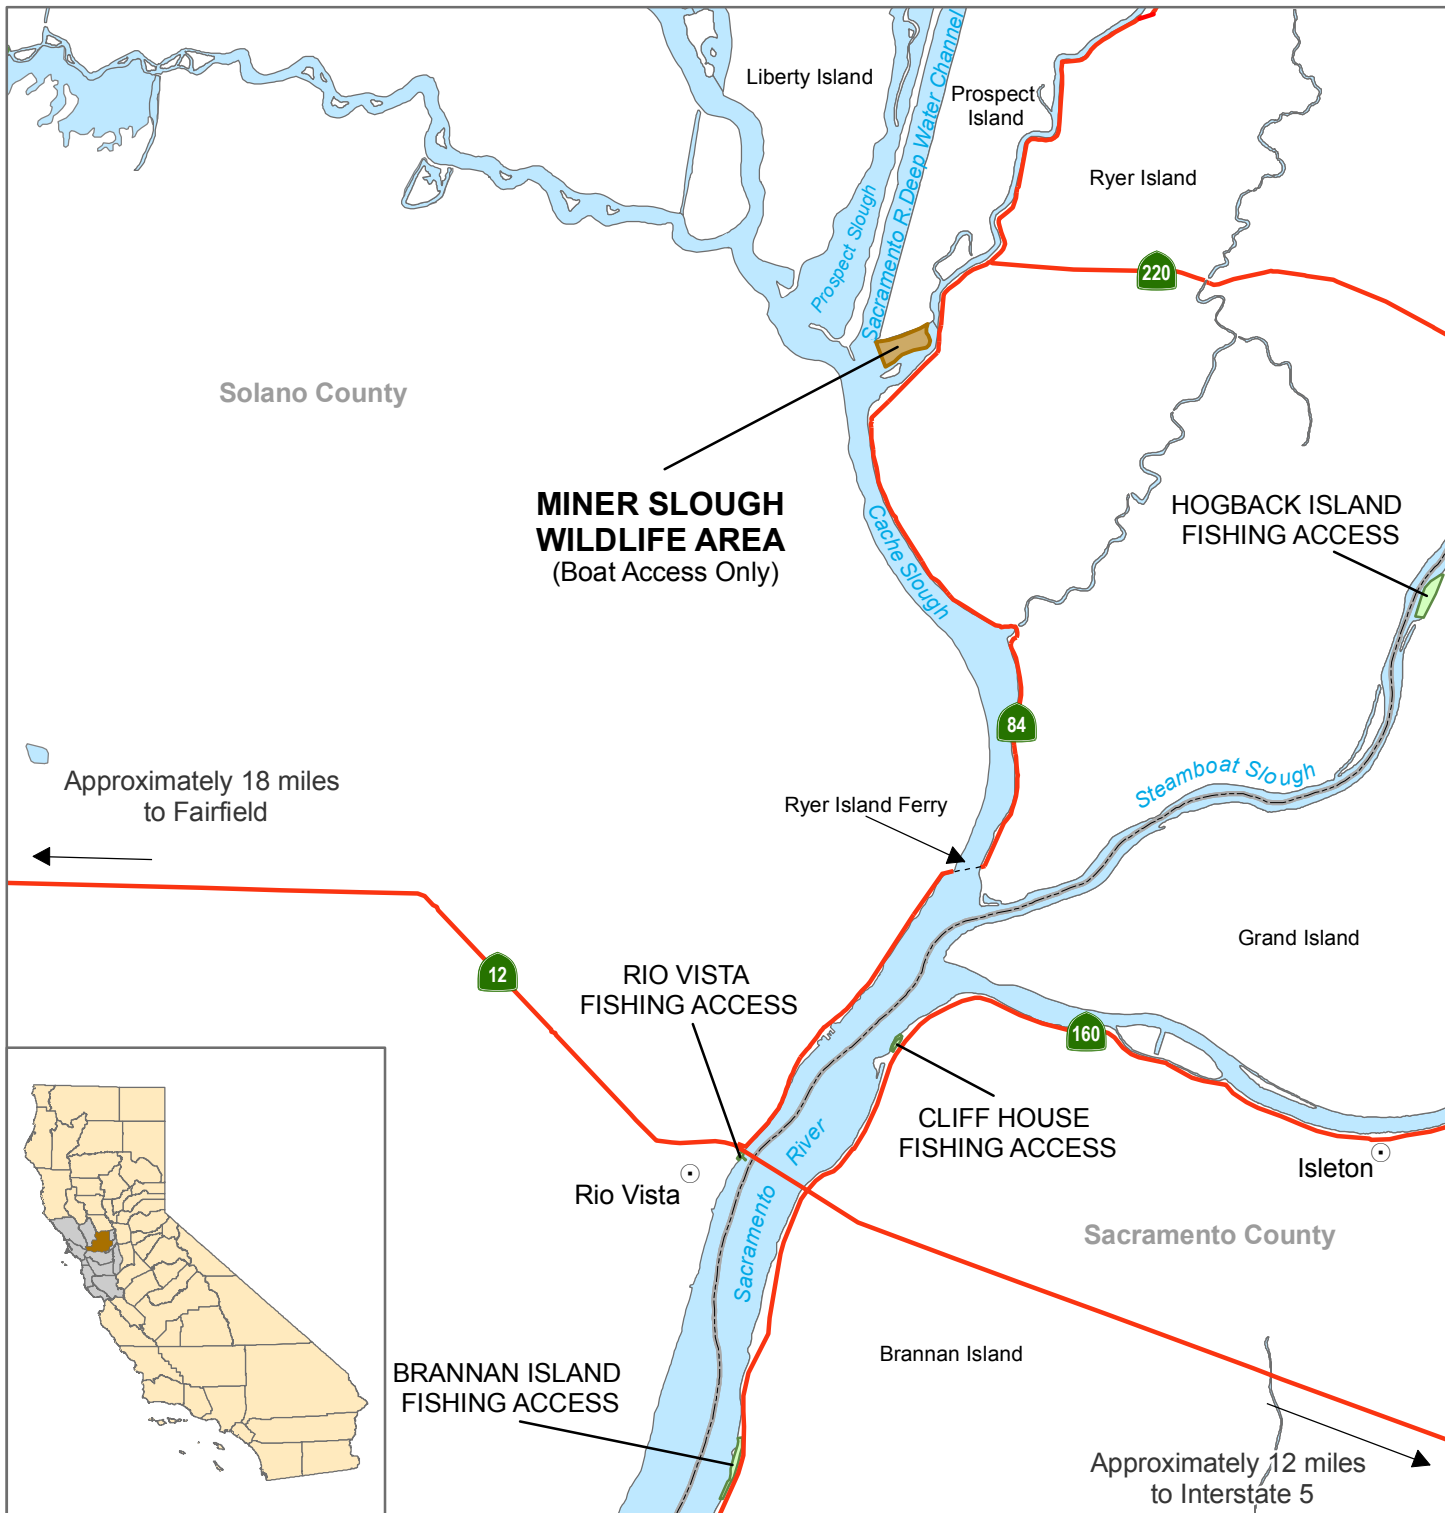 Liberty Island
Prospect
Island
Ryer Island
Prospect Slough
Sacramento R. Deep Water Channel
220
Solano County
MINER SLOUGH
WILDLIFE AREA
(Boat Access Only)
Cache Slough
HOGBACK ISLAND
FISHING ACCESS
84
Steamboat Slough
Approximately 18 miles
to Fairfield
Ryer Island Ferry
Grand Island
12
RIO VISTA
FISHING ACCESS
160
CLIFF HOUSE
FISHING ACCESS
Isleton
Rio Vista
Sacramento River
Sacramento County
Brannan Island
BRANNAN ISLAND
FISHING ACCESS
Approximately 12 miles
to Interstate 5